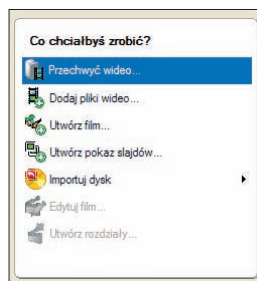 Co chciałbyś zrobić?
Przechwyć wideo...
Dodaj pliki wideo...
Utwórz film...
Utwórz pokaz slajdów...
Importuj dysk
Edytuj film...
Utwórz rozdziały...